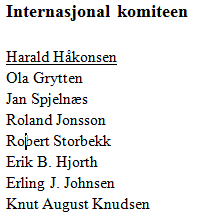 Internasjonal komiteen
Harald Håkonsen
Ola Grytten
Jan Spjelnæs
Roland Jonsson
Robert Storbekk
Erik B. Hjorth
Erling J. Johnsen
Knut August Knudsen